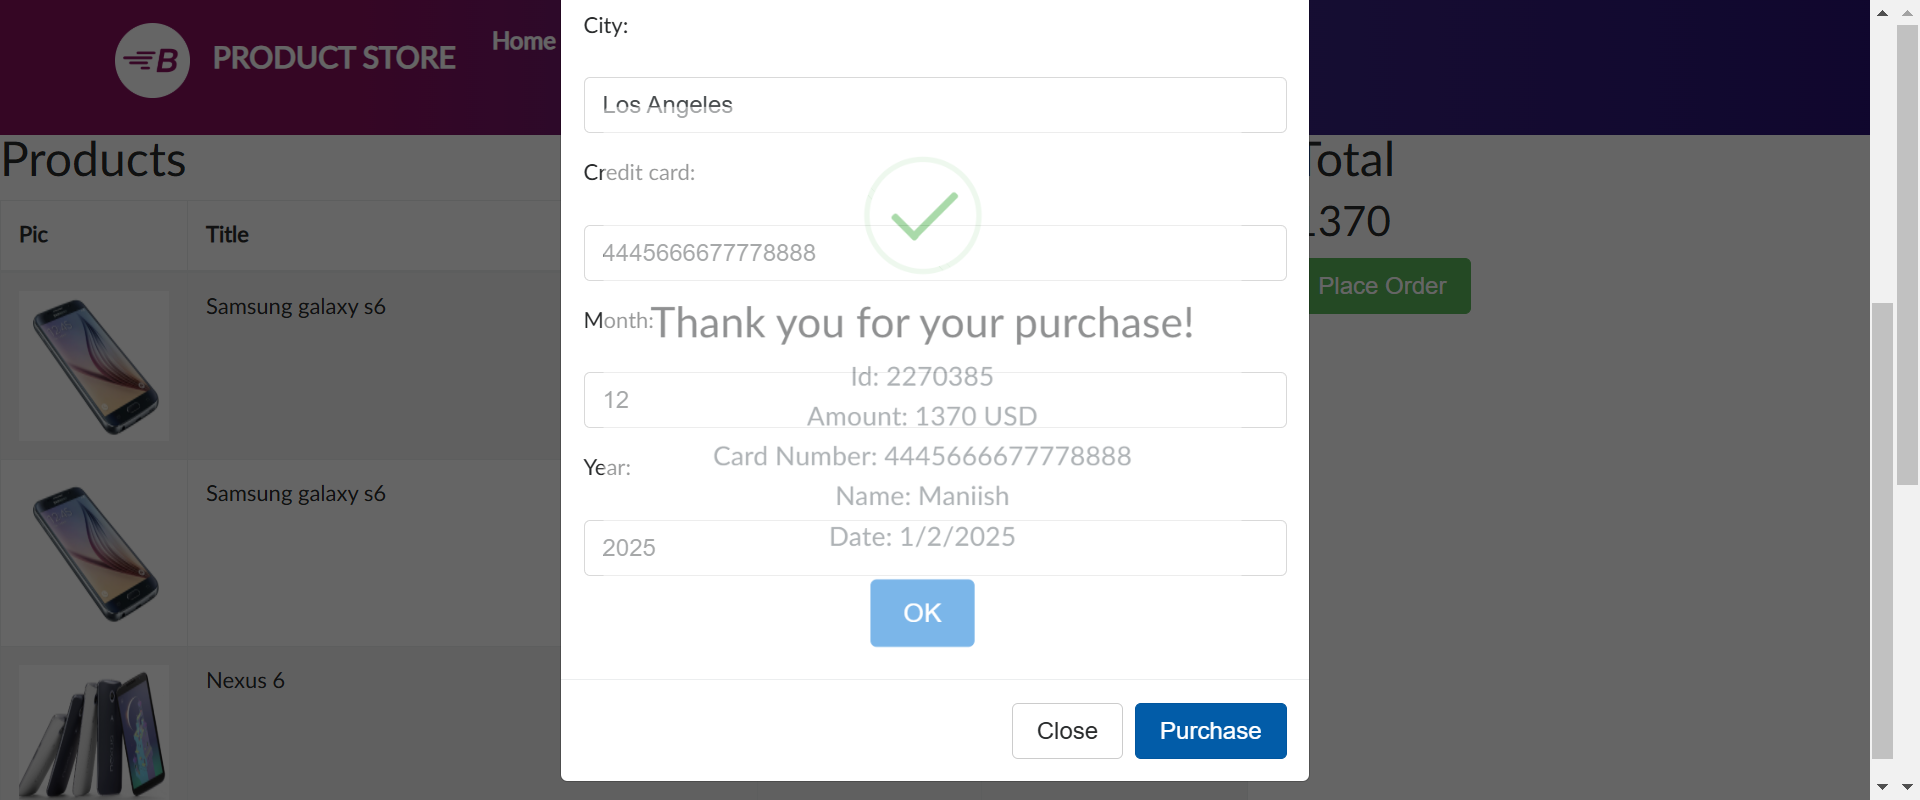 B PRODUCT STORE
Home
Products
Pic Title
Samsung galaxy s6
Samsung galaxy s6
Nexus 6
City:
Los Angeles
Credit card:
4445666677778888
Month:
12
Year:
2025
Thank you for your purchase!
Id: 2270385
Amount: 1370 USD
Card Number: 4445666677778888
Name: Maniish
Date: 1/2/2025
OK
Close Purchase
Total
1370
Place Order